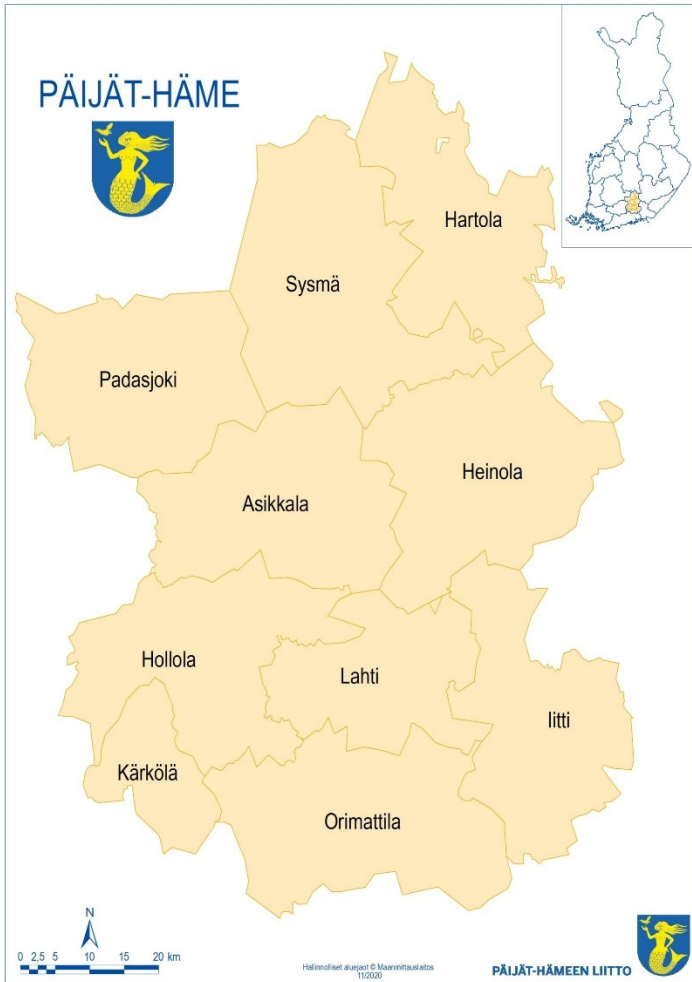 PÄIJÄT-HÄME
Hartola
Sysmä
Padasjoki
Heinola
Asikkala
Hollola
Lahti
Iitti
Kärkölä
Orimattila
N
0 2,5 5 10 15 20 km
Hallinnolliset aluejaot © Maanmittauslaitos
11/2020
PÄIJÄT-HÄMEEN LIITTO